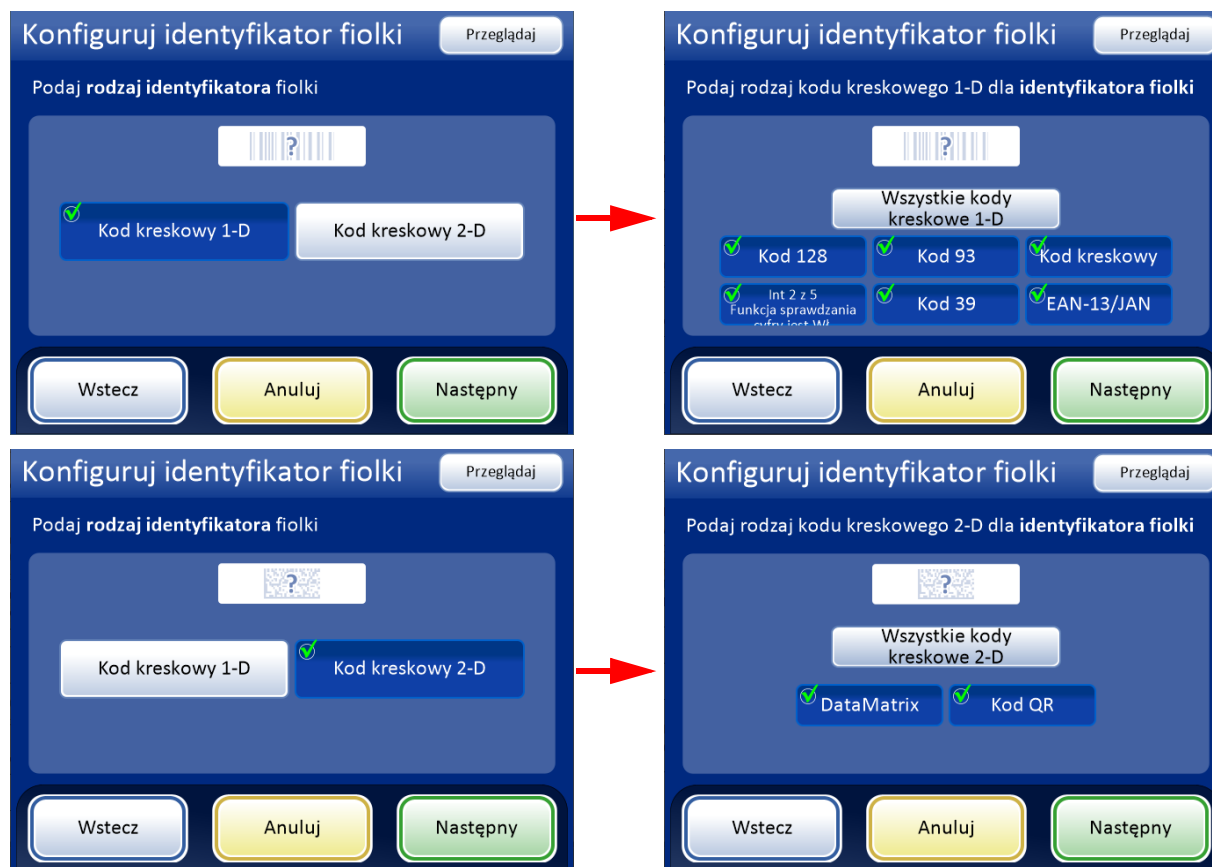 Konfiguruj identyfikator fiolki
Przeglądaj
Podaj rodzaj identyfikatora fiolki
?
Kod kreskowy 1-D
Kod kreskowy 2-D
Wstecz
Anuluj
Następny
Konfiguruj identyfikator fiolki
Przeglądaj
Podaj rodzaj kodu kreskowego 1-D dla identyfikatora fiolki
?
Wszystkie kody
kreskowe 1-D
Kod 128
Kod 93
Kod kreskowy
Int 2 z 5
Funkcja sprawdzania
cyfry jest Wł
Kod 39
EAN-13/JAN
Wstecz
Anuluj
Następny
Konfiguruj identyfikator fiolki
Przeglądaj
Podaj rodzaj identyfikatora fiolki
?
Kod kreskowy 1-D
Kod kreskowy 2-D
Wstecz
Anuluj
Następny
Konfiguruj identyfikator fiolki
Przeglądaj
Podaj rodzaj kodu kreskowego 2-D dla identyfikatora fiolki
?
Wszystkie kody
kreskowe 2-D
DataMatrix
Kod QR
Wstecz
Anuluj
Następny